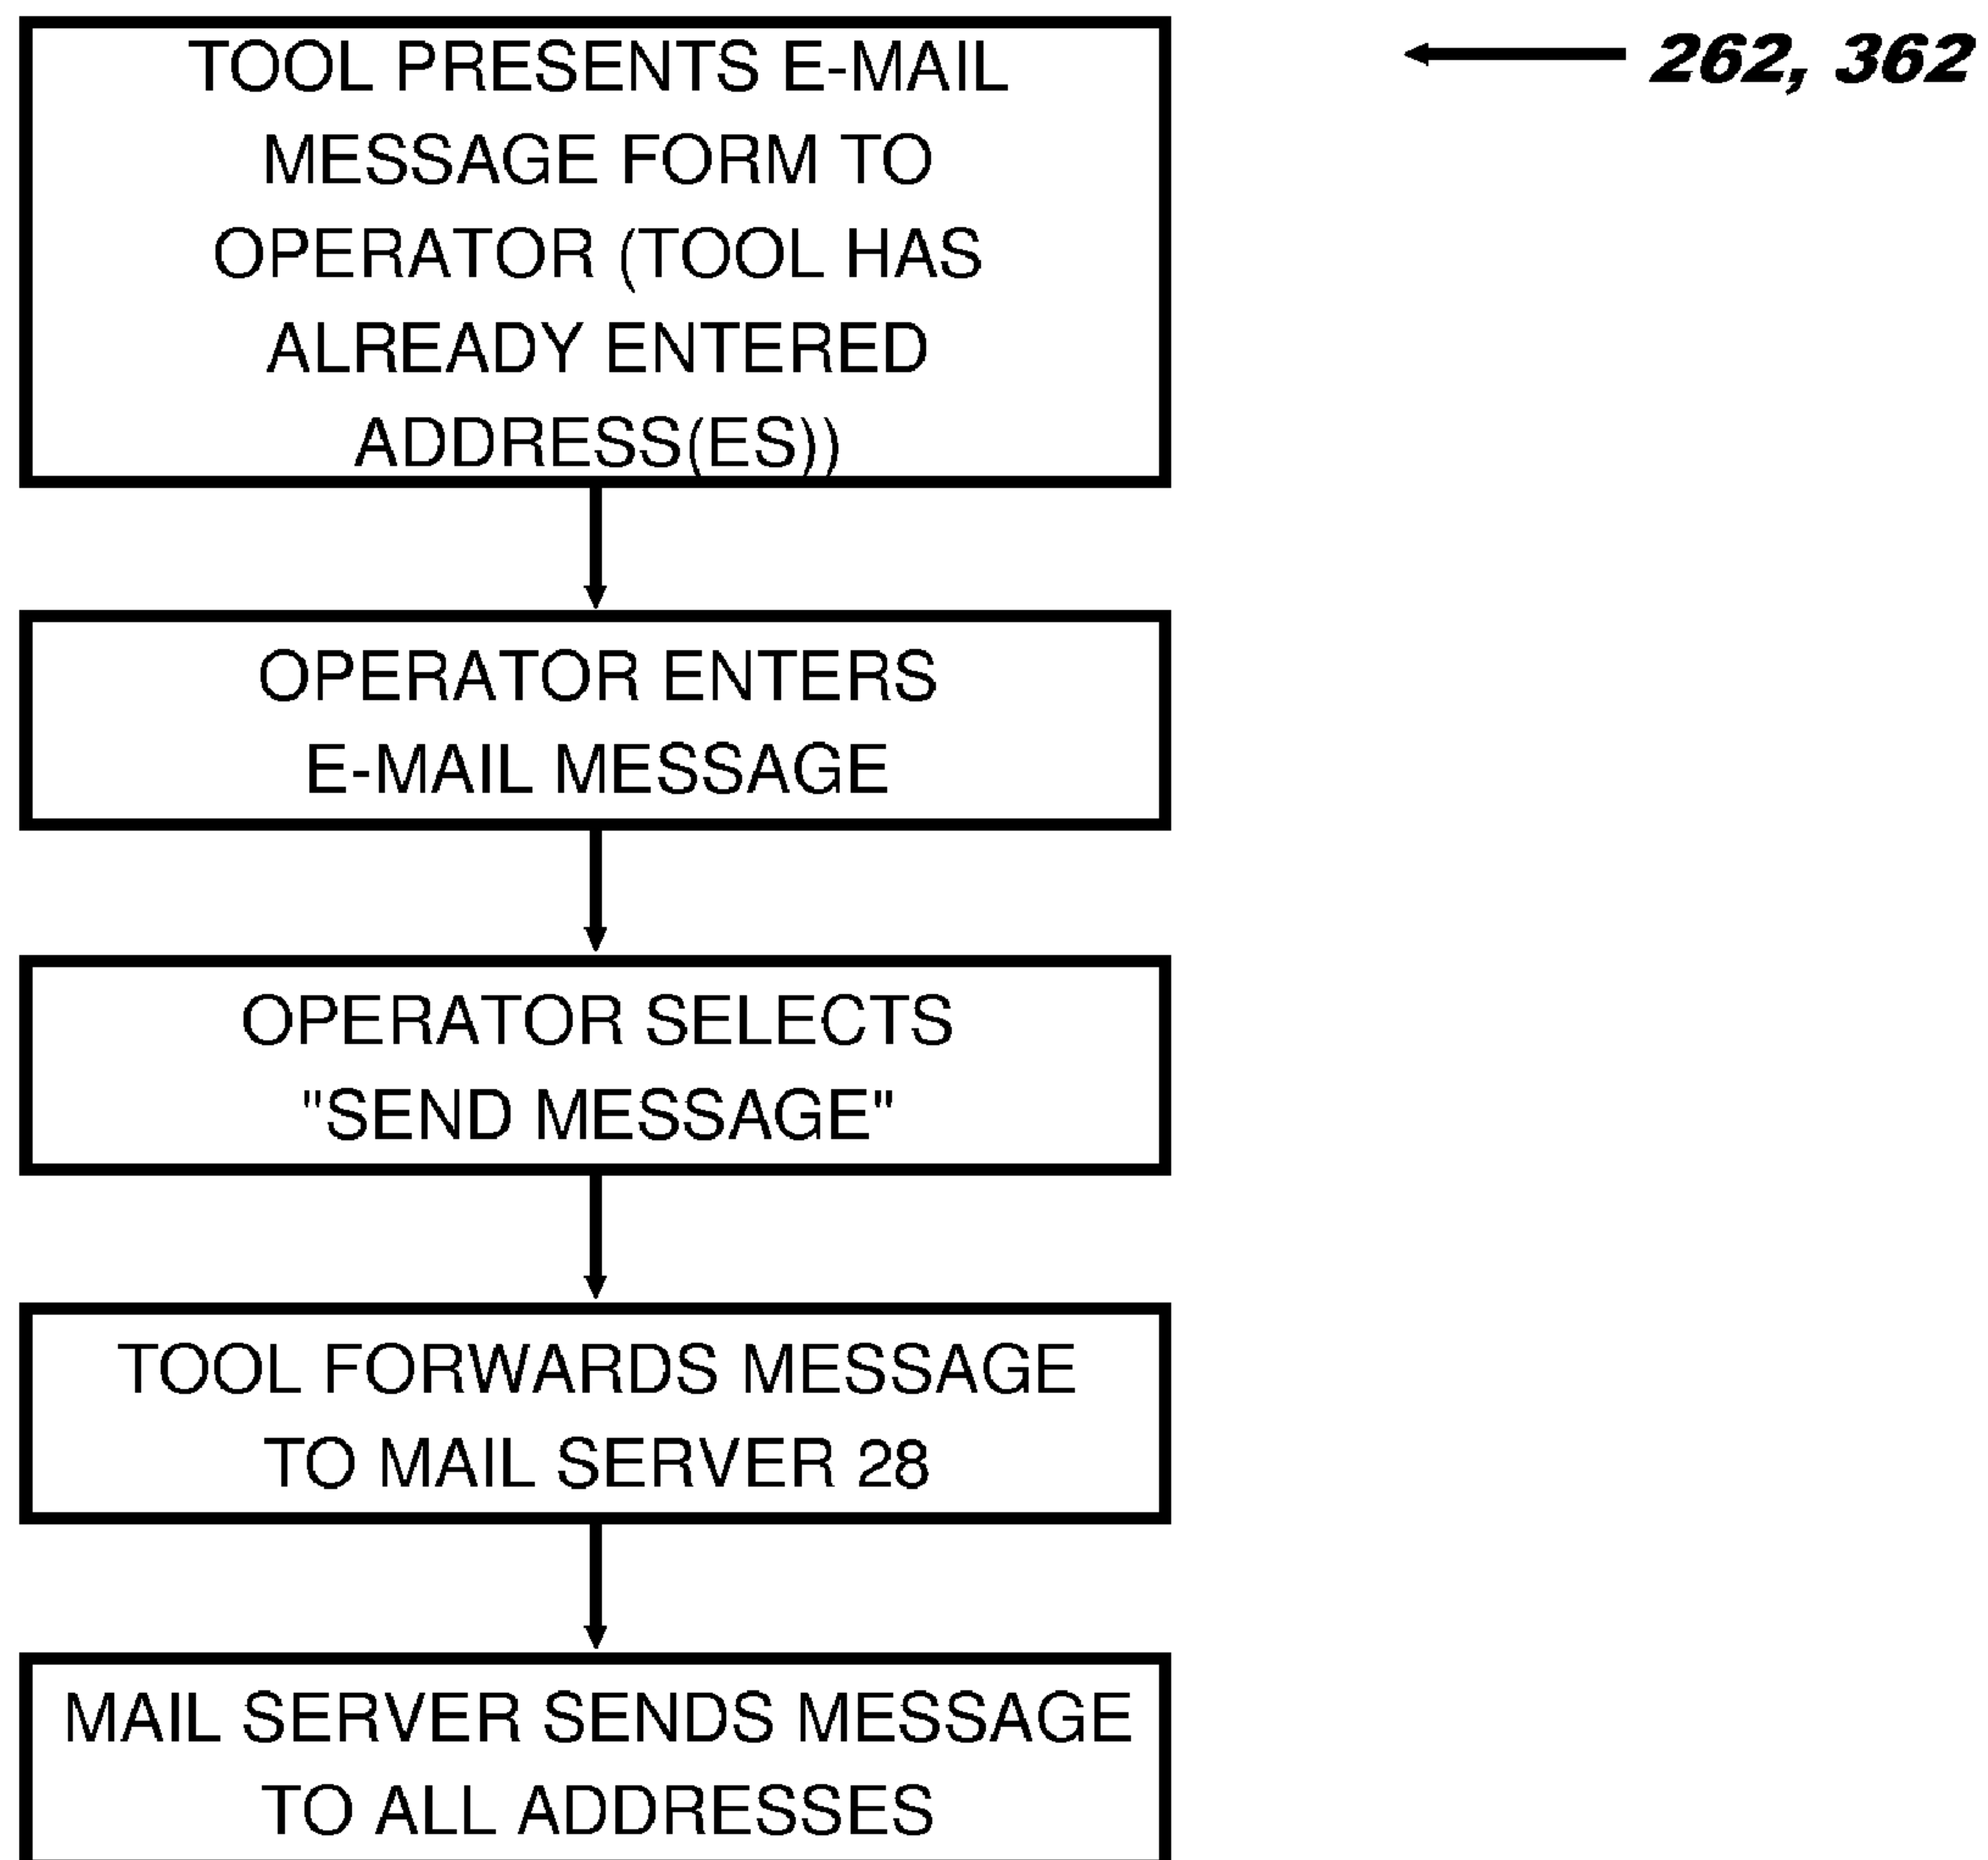 TOOL PRESENTS E-MAIL
MESSAGE FORM TO
OPERATOR (TOOL HAS
ALREADY ENTERED
ADDRESS(ES))
262, 362
OPERATOR ENTERS
E-MAIL MESSAGE
OPERATOR SELECTS
"SEND MESSAGE"
TOOL FORWARDS MESSAGE
TO MAIL SERVER 28
MAIL SERVER SENDS MESSAGE
TO ALL ADDRESSES